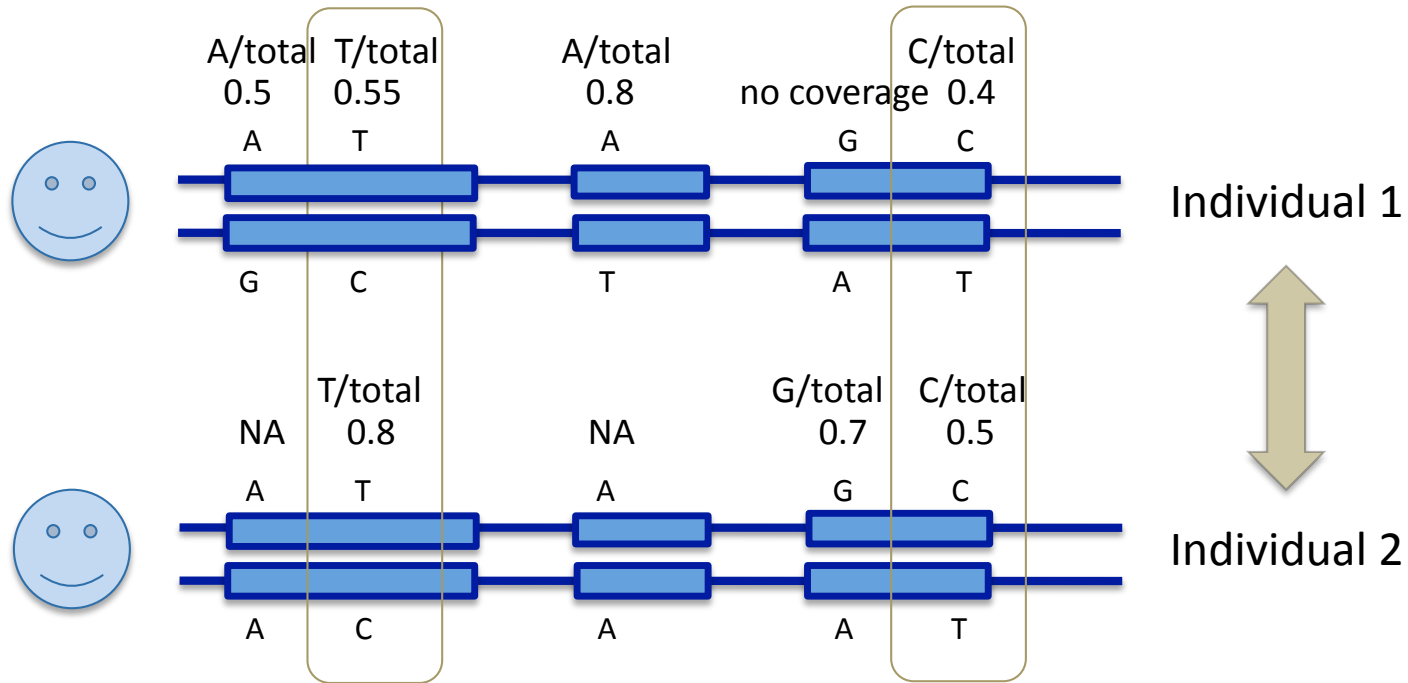 A/total T/total A/total C/total
0.5 0.55 0.8 no coverage 0.4
A T A G C
Individual 1
G C T A T
T/total G/total C/total
NA 0.8 NA 0.7 0.5
A T A G C
Individual 2
A C A A T